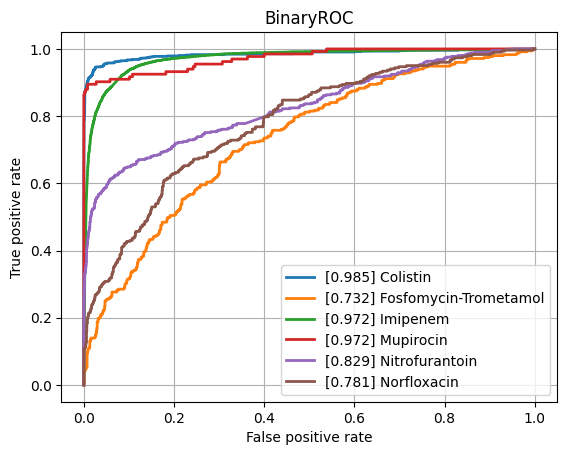 BinaryROC
True positive rate
1.0
0.8
0.6
0.4
0.2
0.0
[0.985] Colistin
[0.732] Fosfomycin-Trometamol
[0.972] Imipenem
[0.972] Mupirocin
[0.829] Nitrofurantoin
[0.781] Norfloxacin
0.0 0.2 0.4 0.6 0.8 1.0
False positive rate